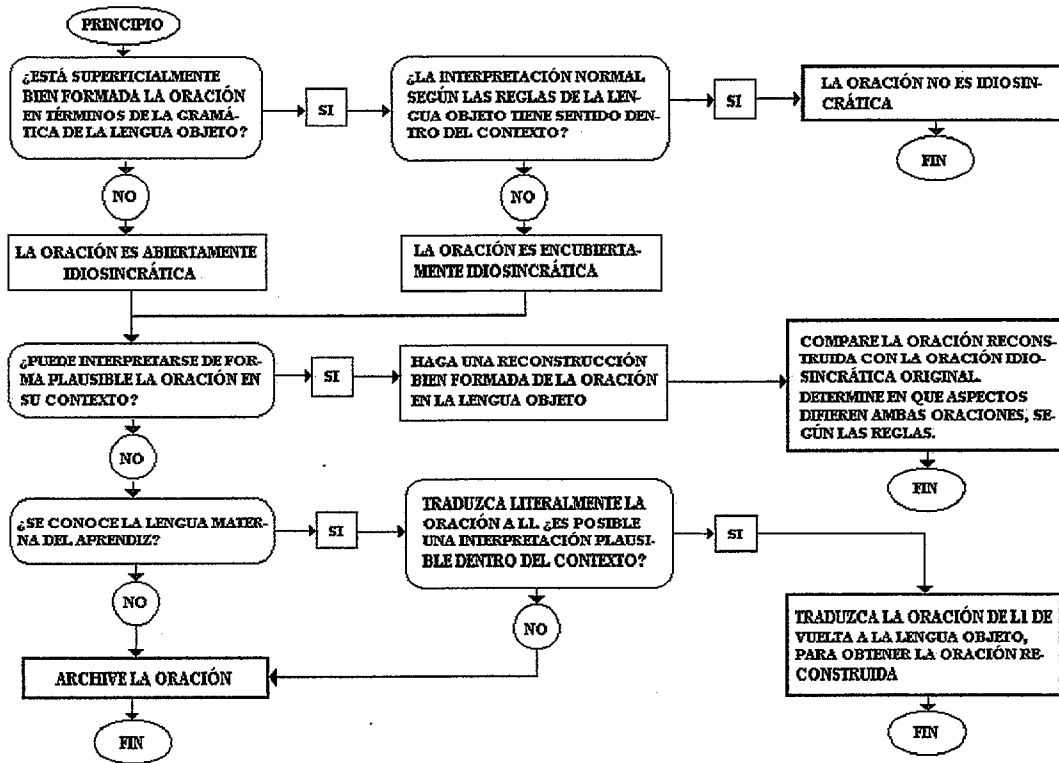 PRINCIPIO
¿ESTÁ SUPERFICIALMENTE
BIEN FORMADA LA ORACIÓN
EN TÉRMINOS DE LA GRAMÁ-
TICA DE LA LENGUA OBJETO?
SI
¿LA INTERPRETACIÓN NORMAL
SEGÚN LAS REGLAS DE LA LEN-
GUA OBJETO TIENE SENTIDO DEN-
TRO DEL CONTEXTO?
SI
LA ORACIÓN NO ES IDIOSIN-
CRÁTICA
FIN
NO
NO
LA ORACIÓN ES ABIERTAMENTE
IDIOSINCRÁTICA
LA ORACIÓN ES ENCUBIERTA-
MENTE IDIOSINCRÁTICA
¿PUEDE INTERPRETARSE DE FOR-
MA PLAUSIBLE LA ORACIÓN EN
SU CONTEXTO?
SI
HAGA UNA RECONSTRUCCIÓN
BIEN FORMADA DE LA ORACIÓN
EN LA LENGUA OBJETO
COMPARE LA ORACIÓN RECONS-
TRUIDA CON LA ORACIÓN IDIO-
SINCRÁTICA ORIGINAL.
DETERMINE EN QUE ASPECTOS
DIFIEREN AMBAS ORACIONES, SE-
GÚN LAS REGLAS.
FIN
NO
¿SE CONOCE LA LENGUA MATER-
NA DEL APRENDIZ?
SI
TRADUZCA LITERALMENTE LA
ORACIÓN A L1. ¿ES POSIBLE
UNA INTERPRETACIÓN PLAUSI-
BLE DENTRO DEL CONTEXTO?
SI
NO
NO
TRADUZCA LA ORACIÓN DE L1 DE
VUELTA A LA LENGUA OBJETO,
PARA OBTENER LA ORACIÓN RE-
CONSTRUIDA
FIN
ARCHIVE LA ORACIÓN
FIN